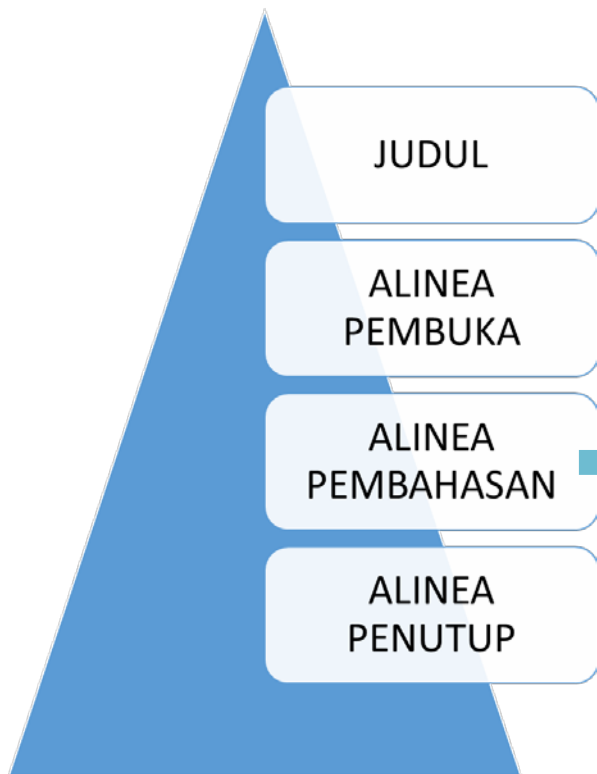 JUDUL
ALINEA
PEMBUKA
ALINEA
PEMBAHASAN
ALINEA
PENUTUP